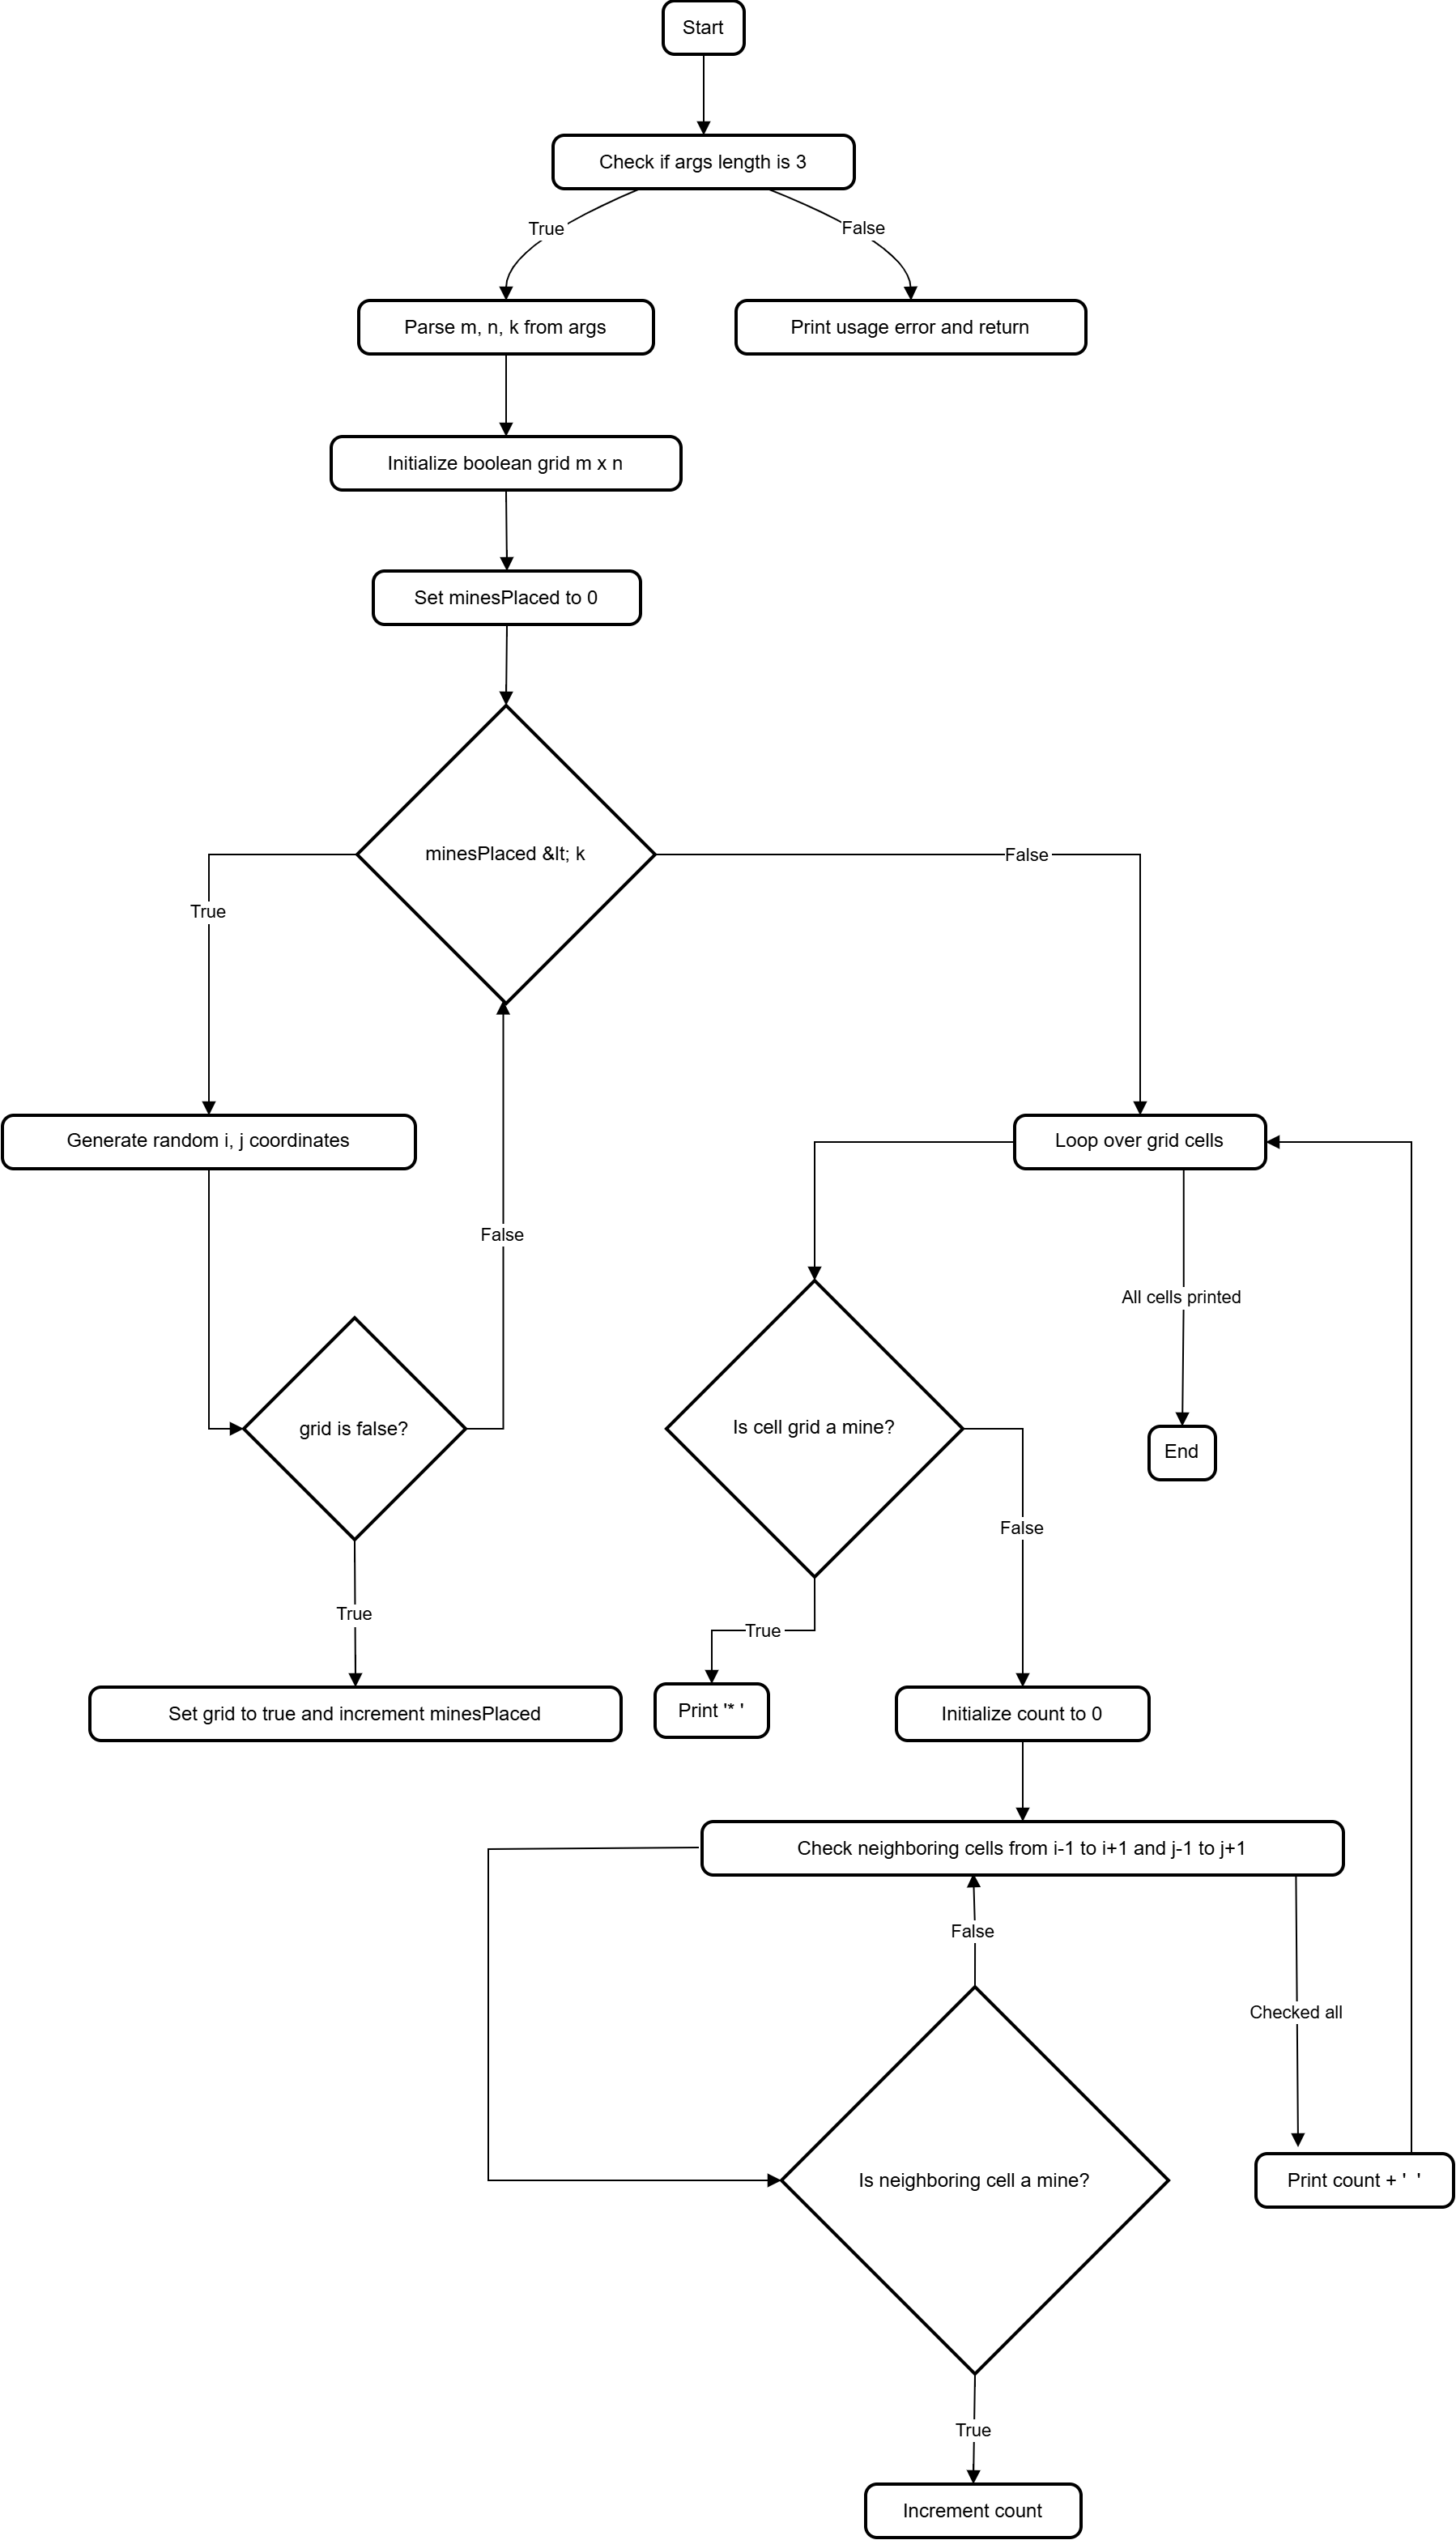 Start
Check if args length is 3
True
False
Parse m, n, k from args
Print usage error and return
Initialize boolean grid m x n
Set minesPlaced to 0
minesPlaced &lt; k
False
True
Generate random i, j coordinates
Loop over grid cells
False
All cells printed
grid is false?
Is cell grid a mine?
End
False
True
True
Set grid to true and increment minesPlaced
Print '* '
Initialize count to 0
Check neighboring cells from i-1 to i+1 and j-1 to j+1
False
Checked all
Is neighboring cell a mine?
Print count + '  '
True
Increment count